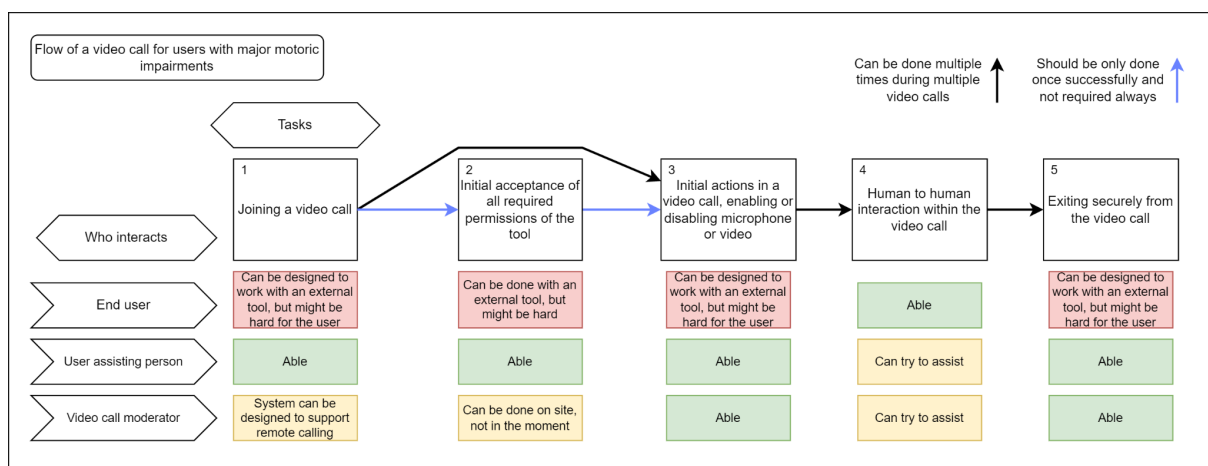 Flow of a video call for users with major motoric
impairments
Can be done multiple
times during multiple
video calls
Should be only done
once successfully and
not required always
Tasks
1
Joining a video call
2
Initial acceptance of
all required
permissions of the
tool
3
Initial actions in a
video call, enabling or
disabling microphone
or video
4
Human to human
interaction within the
video call
5
Exiting securely from
the video call
Who interacts
End user
Can be designed to
work with an external
tool, but might be
hard for the user
Can be done with an
external tool, but
might be hard
Can be designed to
work with an external
tool, but might be
hard for the user
Able
Can be designed to
work with an external
tool, but might be
hard for the user
User assisting person
Able
Able
Able
Can try to assist
Able
Video call moderator
System can be
designed to support
remote calling
Can be done on site,
not in the moment
Able
Can try to assist
Able